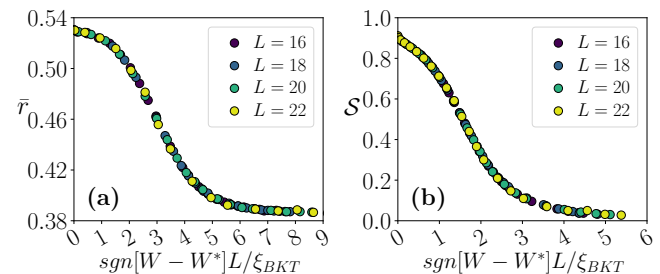 0.54
0.50
0.46
0.42
0.38
r̄
L = 16
L = 18
L = 20
L = 22
(a)
0 1 2 3 4 5 6 7 8 9
sgn[W − W*]L/ξ_BKT
1.0
0.8
0.6
0.4
0.2
0.0
S
L = 16
L = 18
L = 20
L = 22
(b)
0 1 2 3 4 5 6
sgn[W − W*]L/ξ_BKT